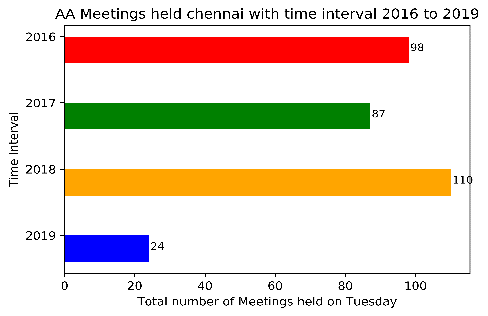 AA Meetings held chennai with time interval 2016 to 2019
Time Interval
2016
98
2017
87
2018
110
2019
24
0 20 40 60 80 100
Total number of Meetings held on Tuesday